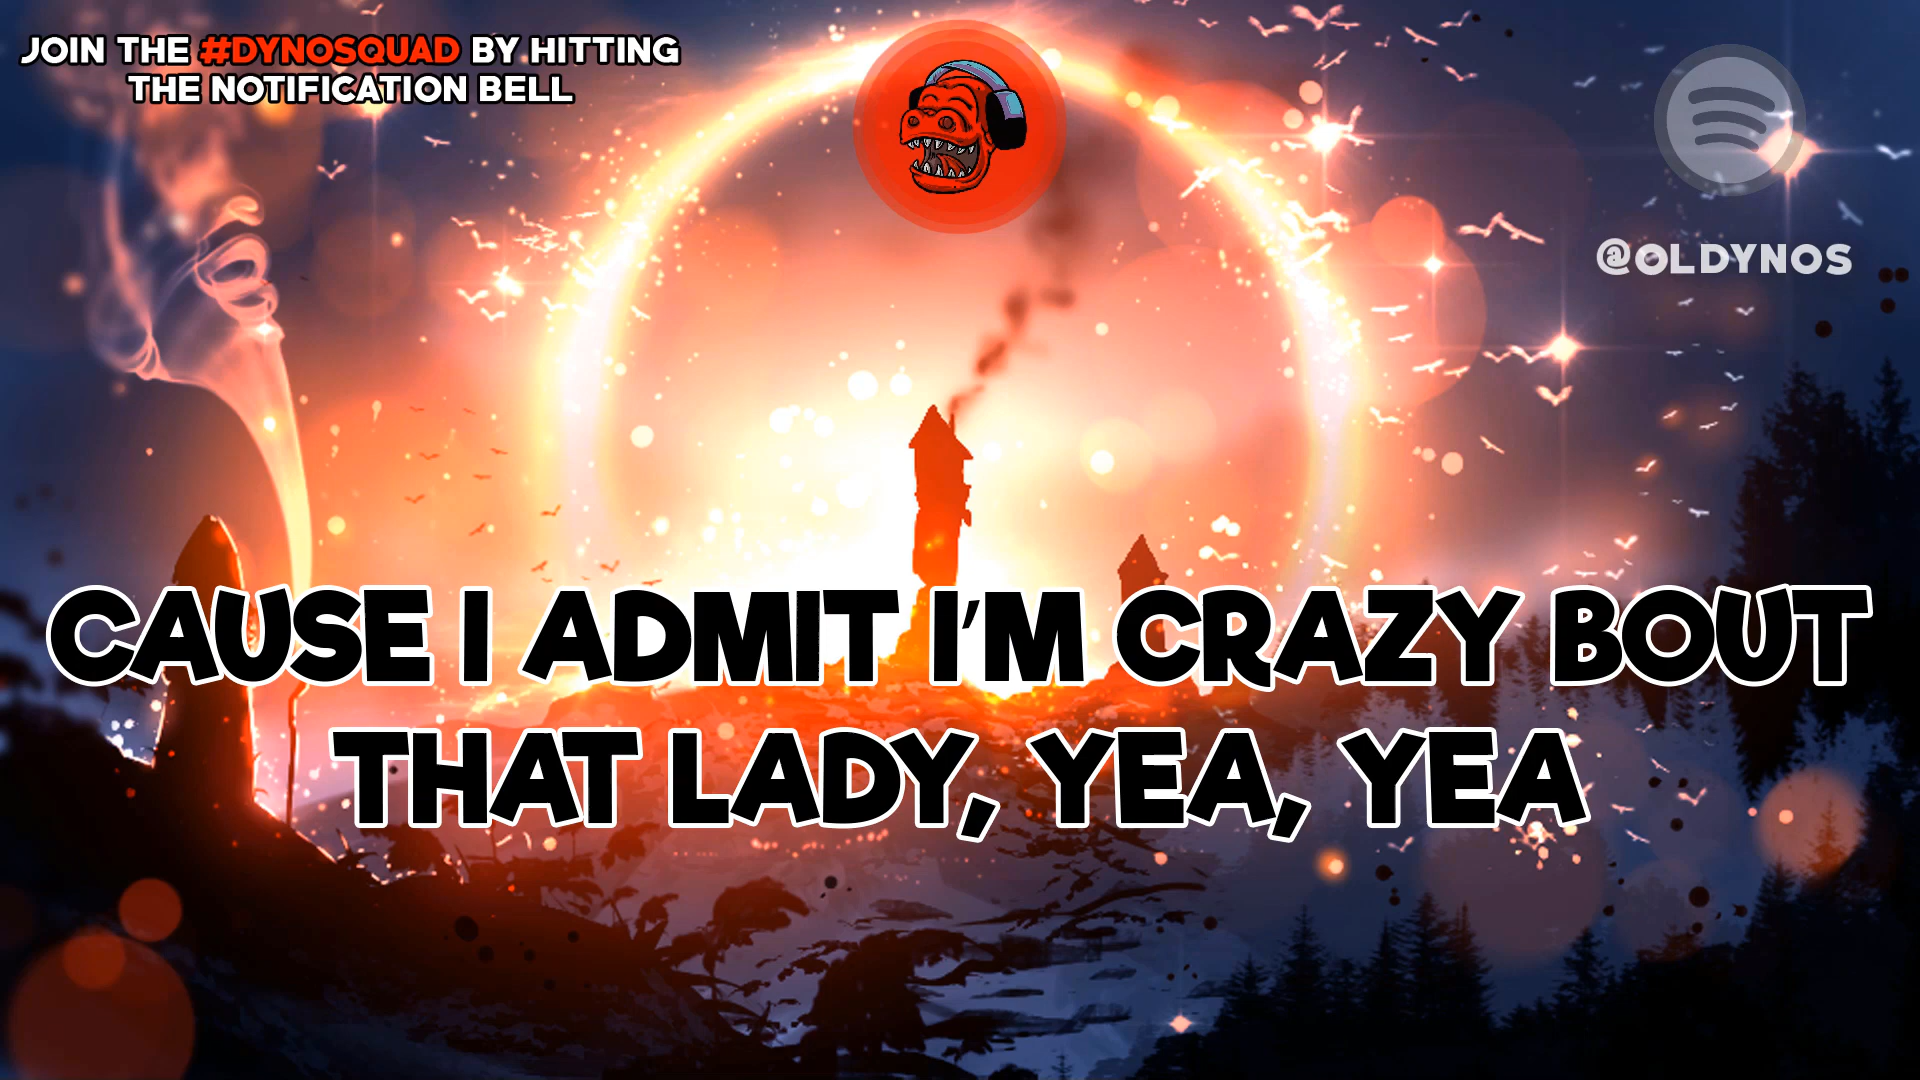 JOIN THE #DYNOSQUAD BY HITTING
THE NOTIFICATION BELL
@OLDYNOS
CAUSE I ADMIT I'M CRAZY BOUT
THAT LADY, YEA, YEA